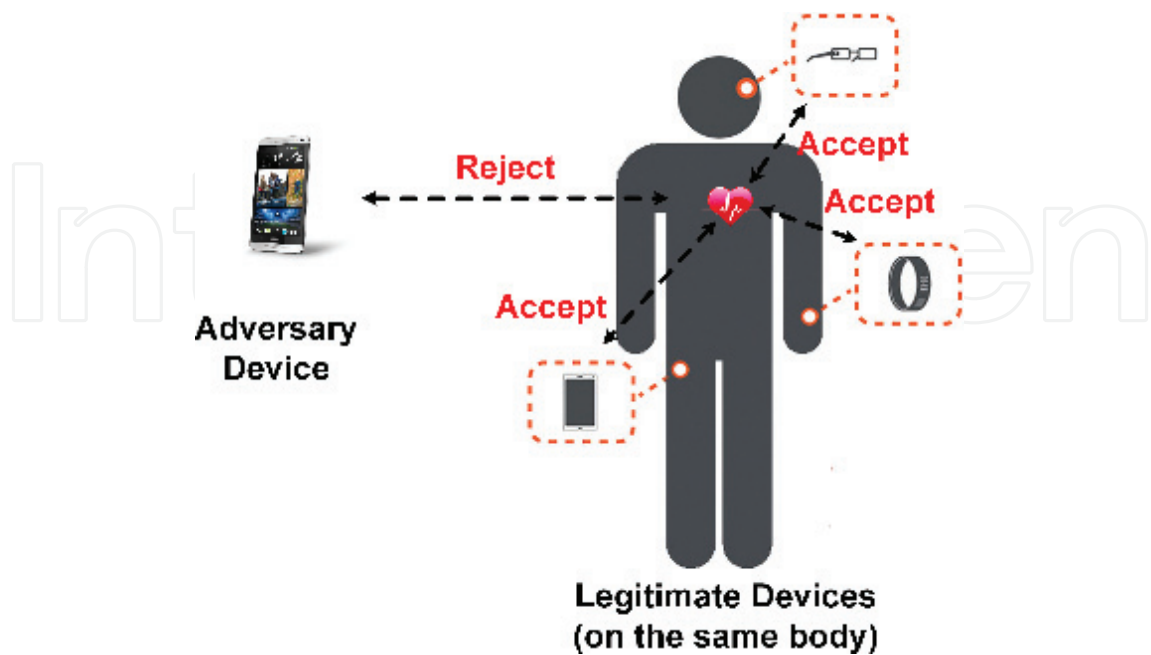 Accept
Reject
Accept
Accept
Adversary
Device
Legitimate Devices
(on the same body)